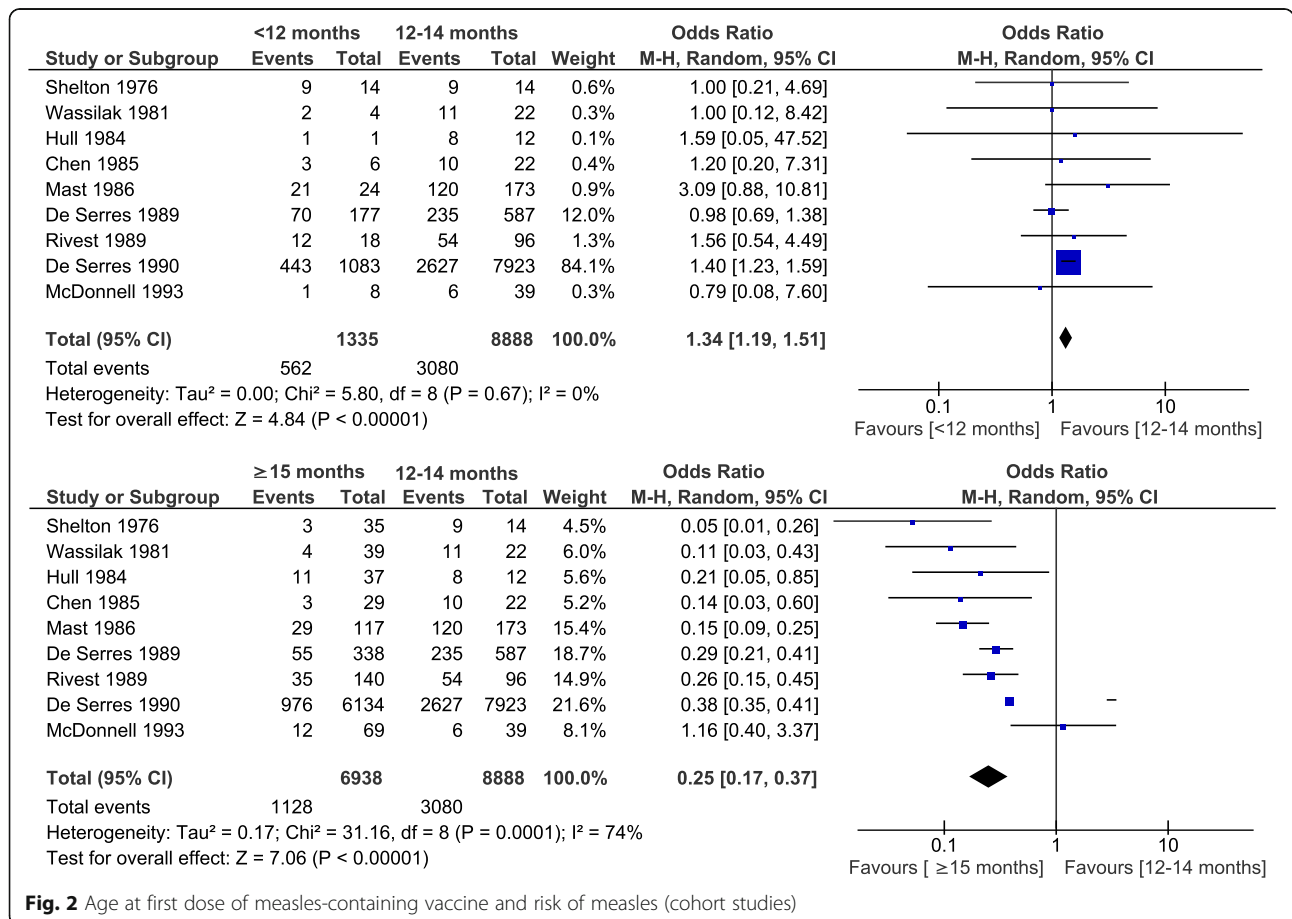 <12 months 12-14 months Odds Ratio Odds Ratio
Study or Subgroup Events Total Events Total Weight M-H, Random, 95% CI M-H, Random, 95% CI
Shelton 1976 9 14 9 14 0.6% 1.00 [0.21, 4.69]
Wassilak 1981 2 4 11 22 0.3% 1.00 [0.12, 8.42]
Hull 1984 1 1 8 12 0.1% 1.59 [0.05, 47.52]
Chen 1985 3 6 10 22 0.4% 1.20 [0.20, 7.31]
Mast 1986 21 24 120 173 0.9% 3.09 [0.88, 10.81]
De Serres 1989 70 177 235 587 12.0% 0.98 [0.69, 1.38]
Rivest 1989 12 18 54 96 1.3% 1.56 [0.54, 4.49]
De Serres 1990 443 1083 2627 7923 84.1% 1.40 [1.23, 1.59]
McDonnell 1993 1 8 6 39 0.3% 0.79 [0.08, 7.60]
Total (95% CI) 1335 8888 100.0% 1.34 [1.19, 1.51]
Total events 562 3080
Heterogeneity: Tau² = 0.00; Chi² = 5.80, df = 8 (P = 0.67); I² = 0%
Test for overall effect: Z = 4.84 (P < 0.00001)
0.1 1 10
Favours [<12 months] Favours [12-14 months]
≥15 months 12-14 months Odds Ratio Odds Ratio
Study or Subgroup Events Total Events Total Weight M-H, Random, 95% CI M-H, Random, 95% CI
Shelton 1976 3 35 9 14 4.5% 0.05 [0.01, 0.26]
Wassilak 1981 4 39 11 22 6.0% 0.11 [0.03, 0.43]
Hull 1984 11 37 8 12 5.6% 0.21 [0.05, 0.85]
Chen 1985 3 29 10 22 5.2% 0.14 [0.03, 0.60]
Mast 1986 29 117 120 173 15.4% 0.15 [0.09, 0.25]
De Serres 1989 55 338 235 587 18.7% 0.29 [0.21, 0.41]
Rivest 1989 35 140 54 96 14.9% 0.26 [0.15, 0.45]
De Serres 1990 976 6134 2627 7923 21.6% 0.38 [0.35, 0.41]
McDonnell 1993 12 69 6 39 8.1% 1.16 [0.40, 3.37]
Total (95% CI) 6938 8888 100.0% 0.25 [0.17, 0.37]
Total events 1128 3080
Heterogeneity: Tau² = 0.17; Chi² = 31.16, df = 8 (P = 0.0001); I² = 74%
Test for overall effect: Z = 7.06 (P < 0.00001)
0.1 1 10
Favours [ ≥15 months] Favours [12-14 months]
Fig. 2 Age at first dose of measles-containing vaccine and risk of measles (cohort studies)